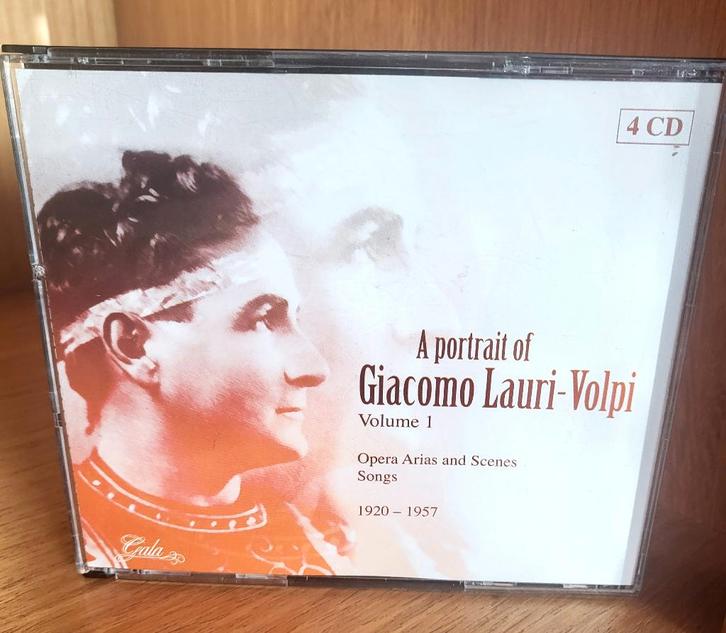 4 CD
A portrait of
Giacomo Lauri-Volpi
Volume 1
Opera Arias and Scenes
Songs
1920 – 1957
Gala